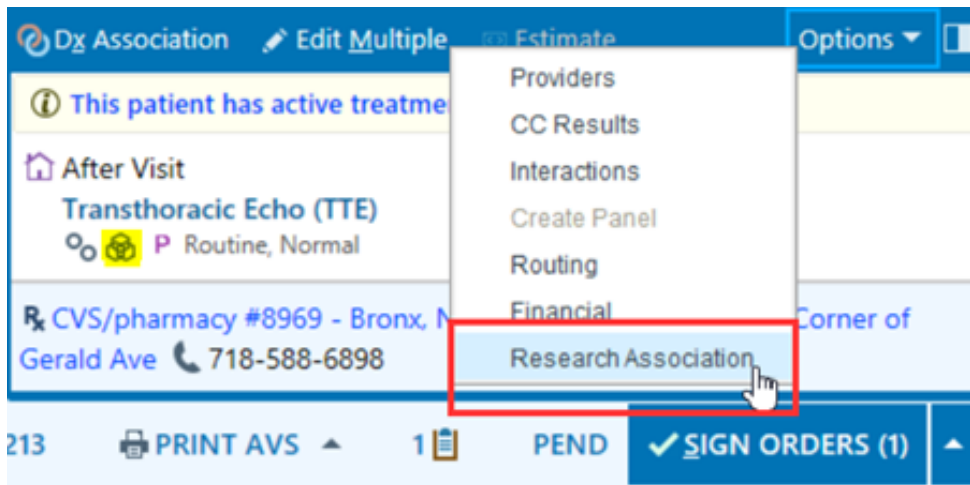 Dx Association Edit Multiple Estimate Options
This patient has active
After Visit
Transthoracic Echo (TTE)
P Routine, Normal
Rx CVS/pharmacy #8969 - Bronx, N Corner of
Gerald Ave 718-588-6898
Providers
CC Results
Interactions
Create Panel
Routing
Financial
Research Association
213 PRINT AVS 1 PEND SIGN ORDERS (1)